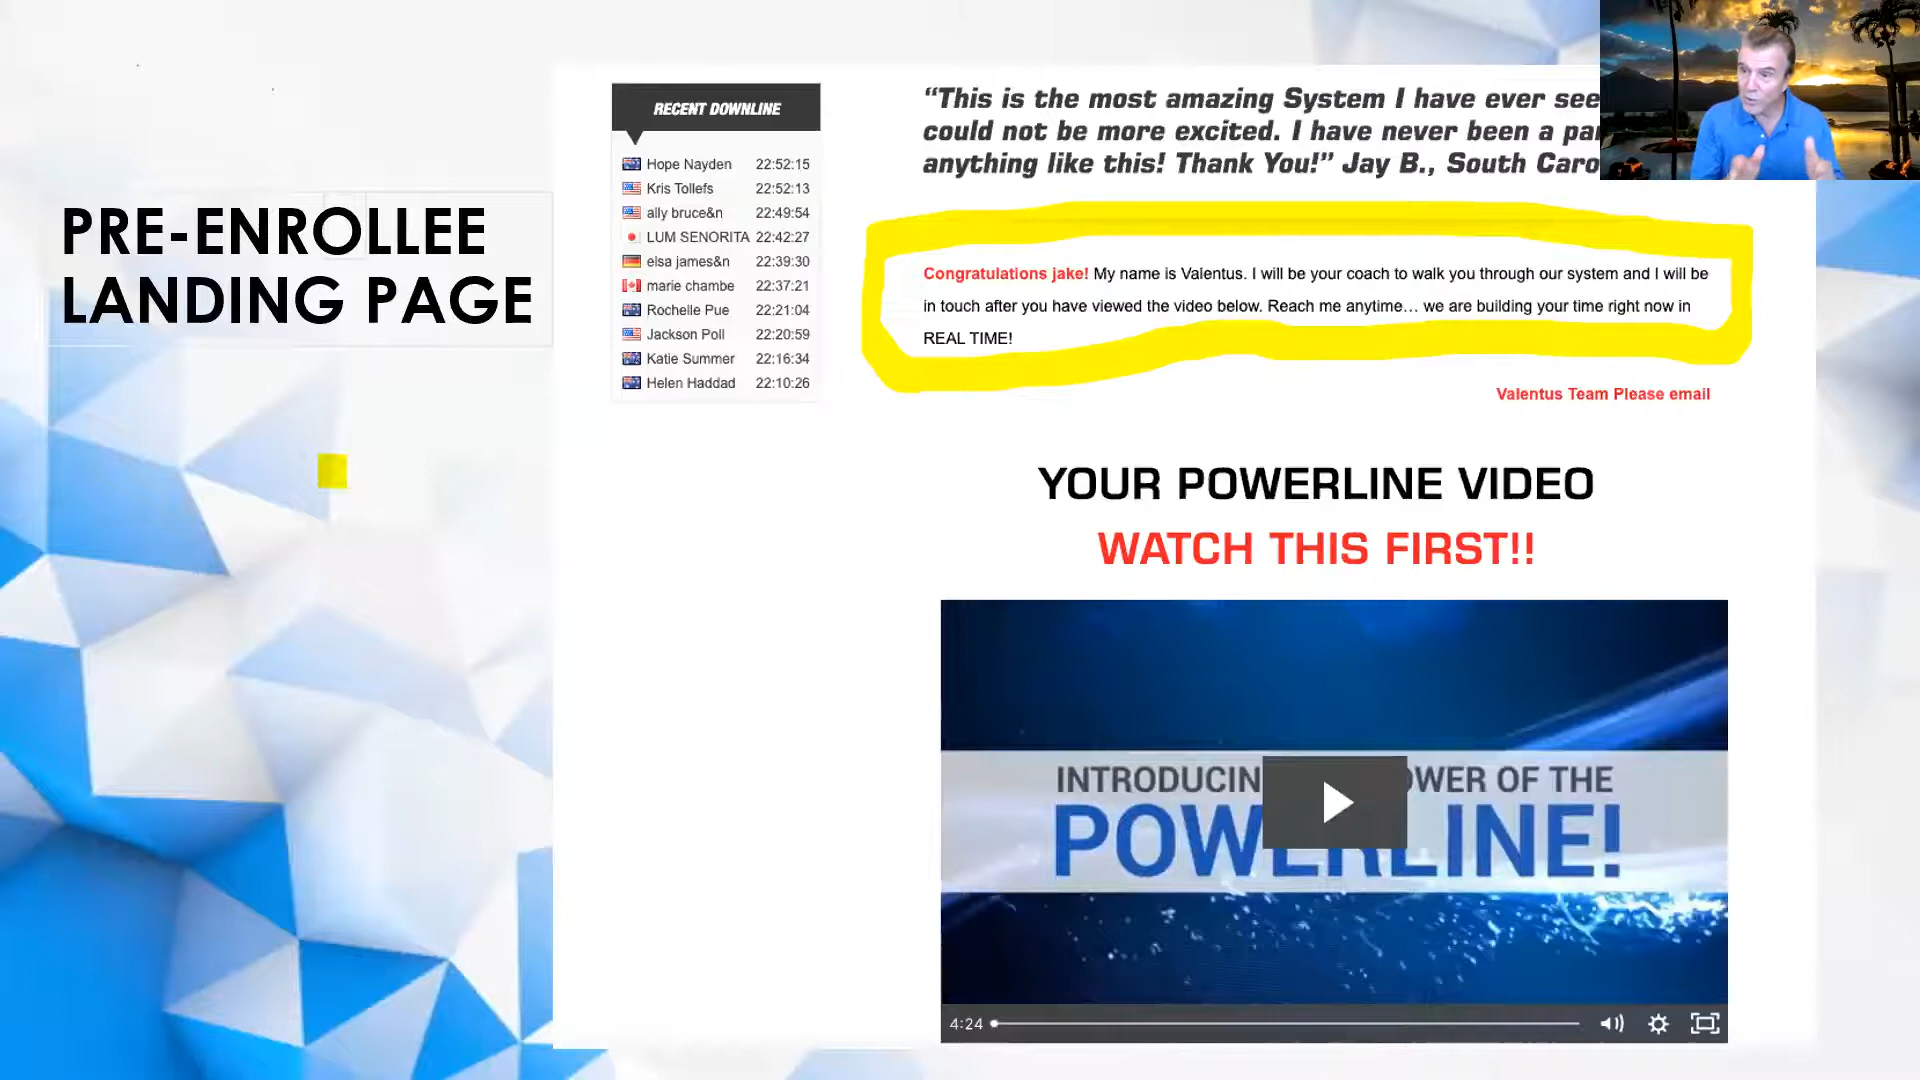 PRE-ENROLLEE
LANDING PAGE
RECENT DOWNLINE
Hope Nayden 22:52:15
Kris Tollefs 22:52:13
ally bruce&n 22:49:54
LUM SENORITA 22:42:27
elsa james&n 22:39:30
marie chambe 22:37:21
Rochelle Pue 22:21:04
Jackson Poll 22:20:59
Katie Summer 22:16:34
Helen Haddad 22:10:26
“This is the most amazing System I have ever see
could not be more excited. I have never been a pa
anything like this! Thank You!” Jay B., South Caro
Congratulations jake! My name is Valentus. I will be your coach to walk you through our system and I will be
in touch after you have viewed the video below. Reach me anytime… we are building your time right now in
REAL TIME!
Valentus Team Please email
YOUR POWERLINE VIDEO
WATCH THIS FIRST!!
INTRODUCIN OWER OF THE
POWERLINE!
4:24